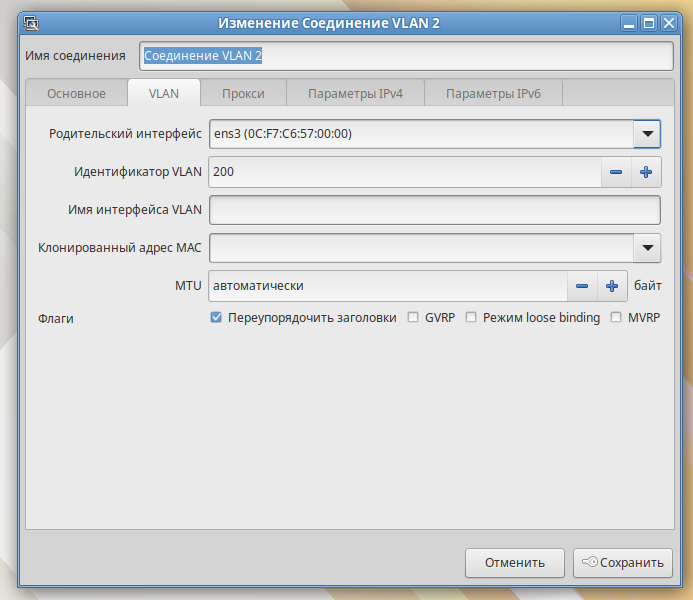 Изменение Соединение VLAN 2
Имя соединения Соединение VLAN 2
Основное VLAN Прокси Параметры IPv4 Параметры IPv6
Родительский интерфейс ens3 (0C:F7:C6:57:00:00)
Идентификатор VLAN 200
Имя интерфейса VLAN
Клонированный адрес MAC
MTU автоматически байт
Флаги Переупорядочить заголовки GVRP Режим loose binding MVRP
Отменить Сохранить